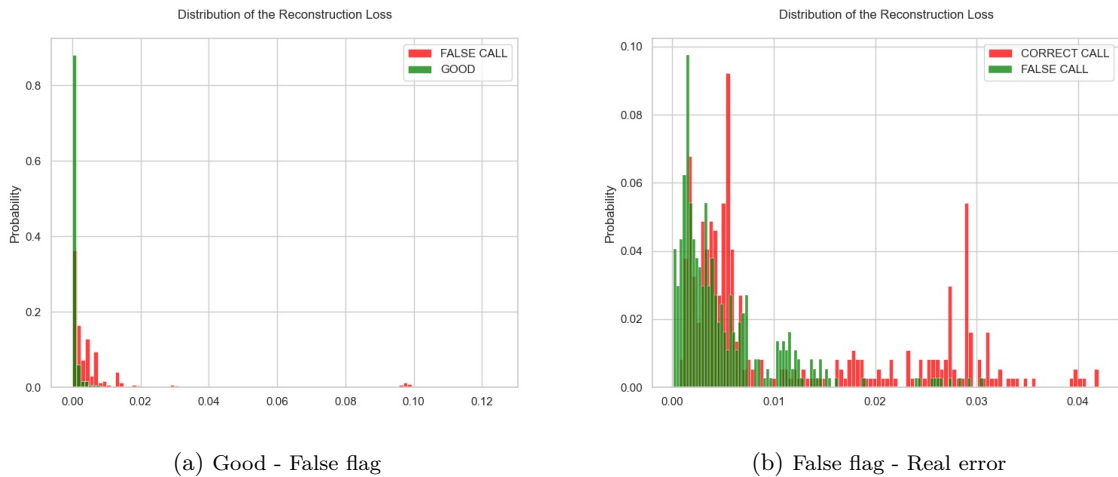 Distribution of the Reconstruction Loss
FALSE CALL
GOOD
Probability
0.8
0.6
0.4
0.2
0.0
0.00 0.02 0.04 0.06 0.08 0.10 0.12
(a) Good - False flag
Distribution of the Reconstruction Loss
CORRECT CALL
FALSE CALL
Probability
0.10
0.08
0.06
0.04
0.02
0.00
0.00 0.01 0.02 0.03 0.04
(b) False flag - Real error